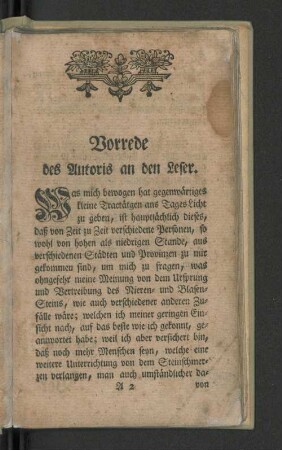 Vorrede
des Autoris an den Leser.
Was mich bewogen hat gegenwärtiges
kleine Tractätgen ans Tages Licht
zu geben, ist hauptsächlich dieses,
daß von Zeit zu Zeit verschiedene Personen, so
wohl von hohen als niedrigen Stande, aus
verschiedenen Städten und Provinzen zu mir
gekommen sind, um mich zu fragen, was
ohngefehr meine Meinung von dem Ursprung
und Vertreibung des Nieren- und Blasen-
Steins, wie auch verschiedener anderen Zu-
fälle wäre; welchen ich meiner geringen Ein-
sicht nach, auf das beste wie ich gekonnt, ge-
antwortet habe; weil ich aber versichert bin,
daß noch mehr Menschen seyn, welche eine
weitere Unterrichtung von dem Steinschmer-
zen verlangen, man auch umständlicher da-
A 2 von